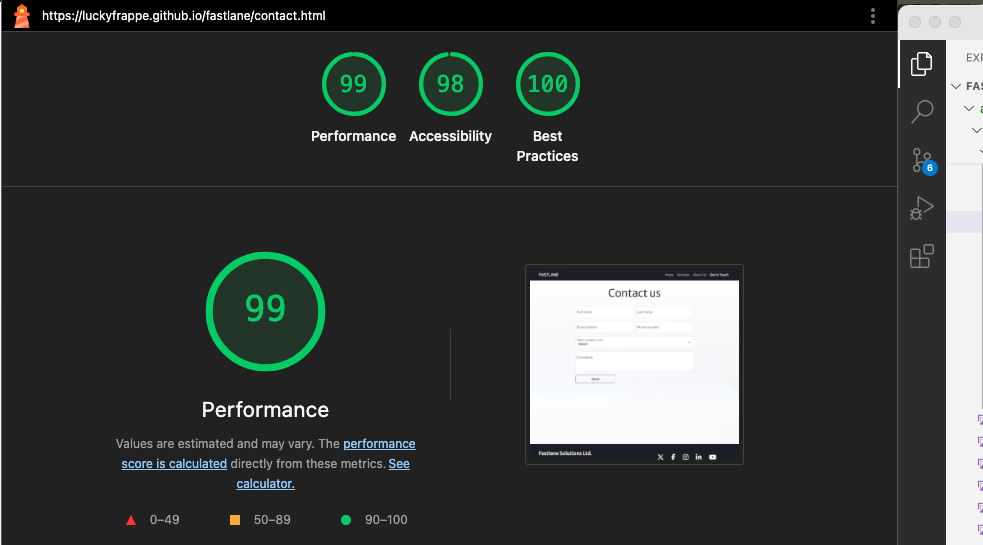 https://luckyfrappe.github.io/fastlane/contact.html
99
98
100
Performance
Accessibility
Best
Practices
99
Performance
Values are estimated and may vary. The performance
score is calculated directly from these metrics. See
calculator.
0–49
50–89
90–100
FASTLANE
Home Services About Us Get in Touch
Contact us
First name
Last name
Email address
Phone number
Select
Comments
Send
Fastlane Solutions Ltd.
EXP
FAS
6